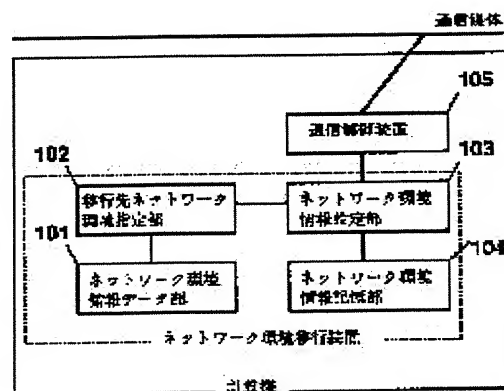 通信媒体
105
通信制御装置
102
103
移行先ネットワーク
環境指定部
ネットワーク環境
情報設定部
101
104
ネットワーク環境
情報データ部
ネットワーク環境
情報記憶部
ネットワーク環境移行装置
計算機